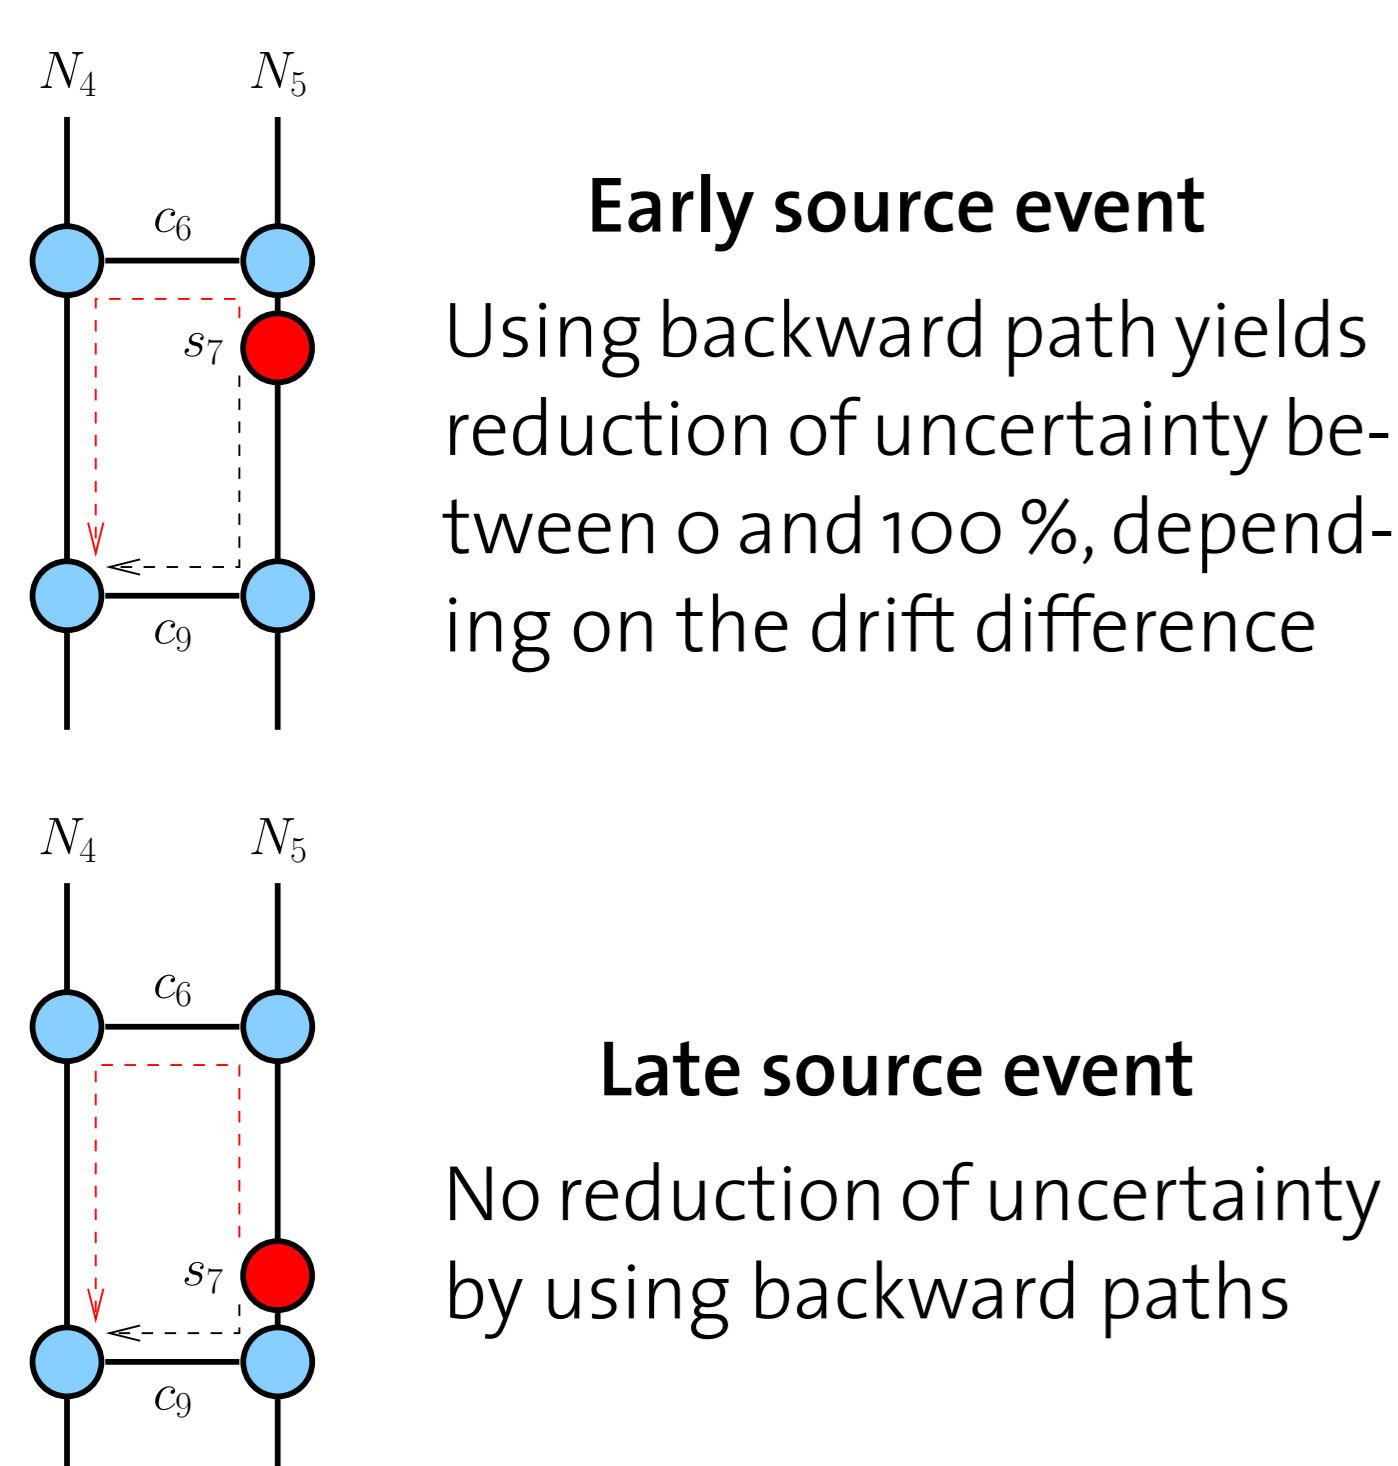 N4 N5
c6
Early source event
s7
Using backward path yields
reduction of uncertainty be-
tween 0 and 100 %, depend-
ing on the drift difference
c9
N4 N5
c6
Late source event
No reduction of uncertainty
s7
by using backward paths
c9